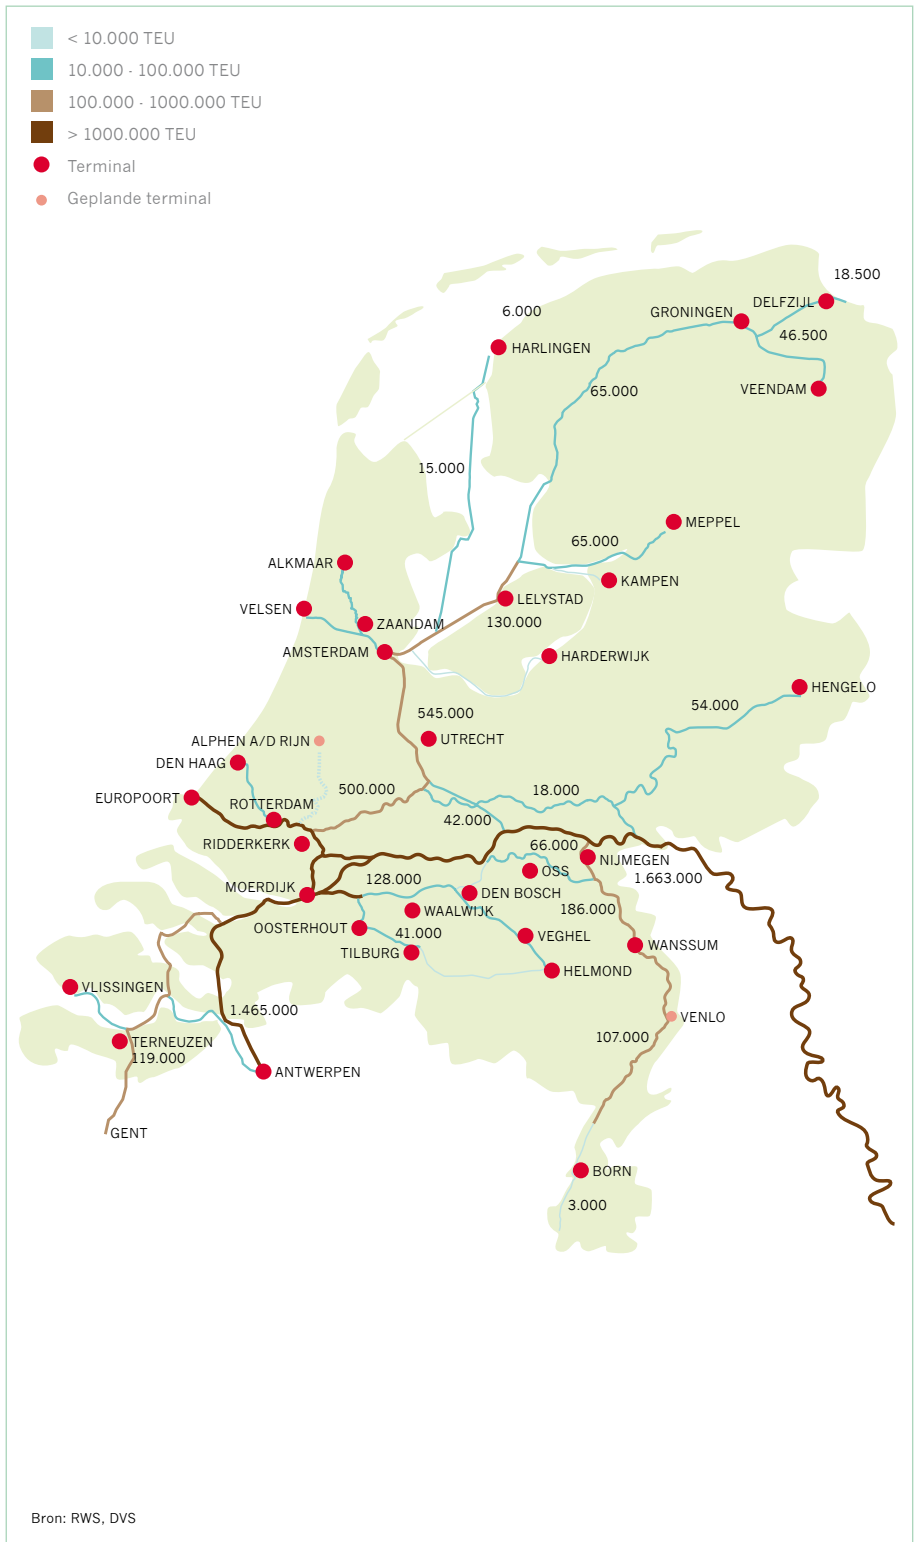 < 10.000 TEU
10.000 - 100.000 TEU
100.000 - 1000.000 TEU
> 1000.000 TEU
Terminal
Geplande terminal
18.500
DELFZIJL
6.000
GRONINGEN
46.500
HARLINGEN
VEENDAM
65.000
15.000
MEPPEL
65.000
ALKMAAR
KAMPEN
LELYSTAD
VELSEN
130.000
ZAANDAM
AMSTERDAM
HARDERWIJK
HENGELO
54.000
545.000
UTRECHT
ALPHEN A/D RIJN
DEN HAAG
500.000
18.000
EUROPOORT
ROTTERDAM
42.000
RIDDERKERK
66.000
NIJMEGEN
OSS
1.663.000
128.000
MOERDIJK
DEN BOSCH
WAALWIJK
186.000
OOSTERHOUT
41.000
VEGHEL
WANSSUM
TILBURG
HELMOND
VLISSINGEN
1.465.000
VENLO
107.000
TERNEUZEN
119.000
ANTWERPEN
GENT
BORN
3.000
Bron: RWS, DVS